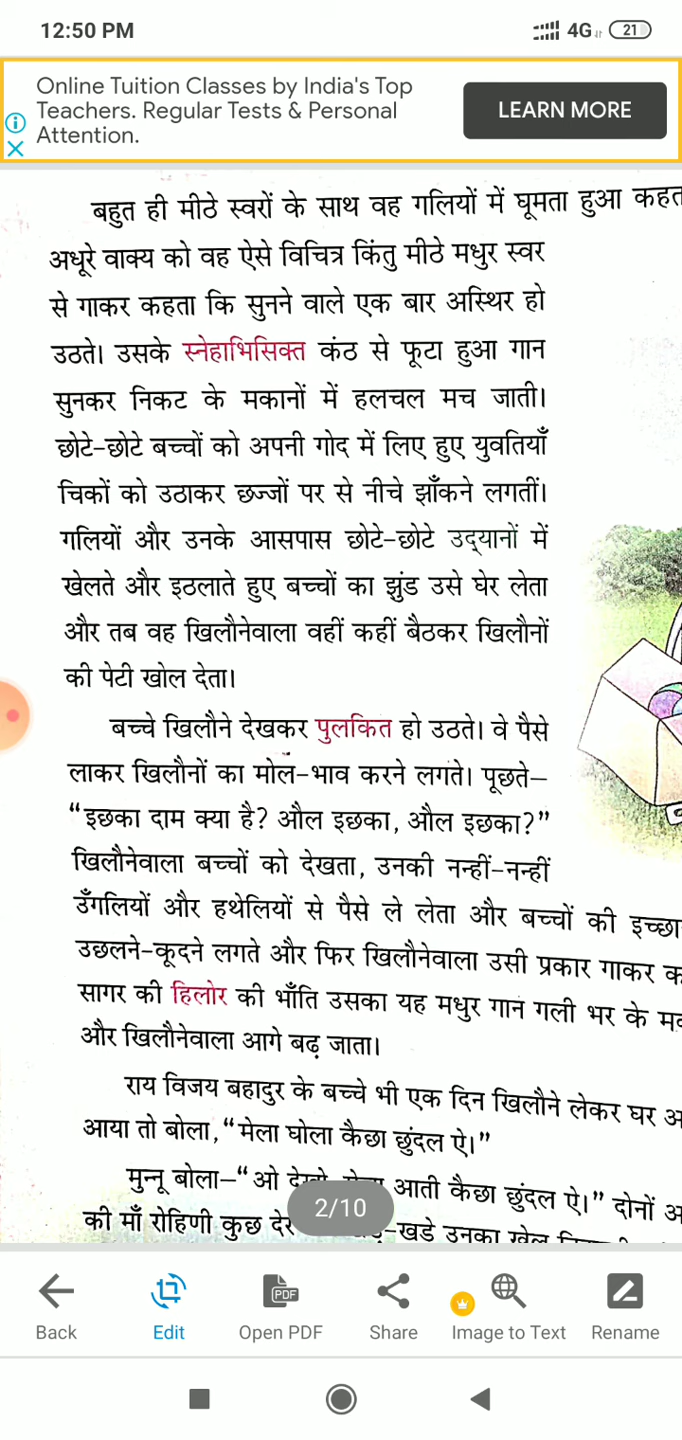 12:50 PM
4G 21
Online Tuition Classes by India's Top
Teachers. Regular Tests & Personal
Attention.
LEARN MORE
बहुत ही मीठे स्वरों के साथ वह गलियों में घूमता हुआ कहत
अधूरे वाक्य को वह ऐसे विचित्र किंतु मीठे मधुर स्वर
से गाकर कहता कि सुनने वाले एक बार अस्थिर हो
उठते। उसके स्नेहाभिसिक्त कंठ से फूटा हुआ गान
सुनकर निकट के मकानों में हलचल मच जाती।
छोटे-छोटे बच्चों को अपनी गोद में लिए हुए युवतियाँ
चिकों को उठाकर छज्जों पर से नीचे झाँकने लगतीं।
गलियों और उनके आसपास छोटे-छोटे उद्‌यानों में
खेलते और इठलाते हुए बच्चों का झुंड उसे घेर लेता
और तब वह खिलौनेवाला वहीं कहीं बैठकर खिलौनों
की पेटी खोल देता।
बच्चे खिलौने देखकर पुलकित हो उठते। वे पैसे
लाकर खिलौनों का मोल-भाव करने लगते। पूछते—
“इछका दाम क्या है? औल इछका, औल इछका?”
खिलौनेवाला बच्चों को देखता, उनकी नन्हीं-नन्हीं
उँगलियों और हथेलियों से पैसे ले लेता और बच्चों की इच्छा
उछलने-कूदने लगते और फिर खिलौनेवाला उसी प्रकार गाकर क
सागर की हिलोर की भाँति उसका यह मधुर गान गली भर के म
और खिलौनेवाला आगे बढ़ जाता।
राय विजय बहादुर के बच्चे भी एक दिन खिलौने लेकर घर अ
आया तो बोला, “मेला घोला कैछा छुंदल ऐ।”
मुन्नू बोला—“ओ आती कैछा छुंदल ऐ।” दोनों अ
की माँ रोहिणी कुछ देर -खड़े उनका खेल
2/10
Back Edit Open PDF Share Image to Text Rename